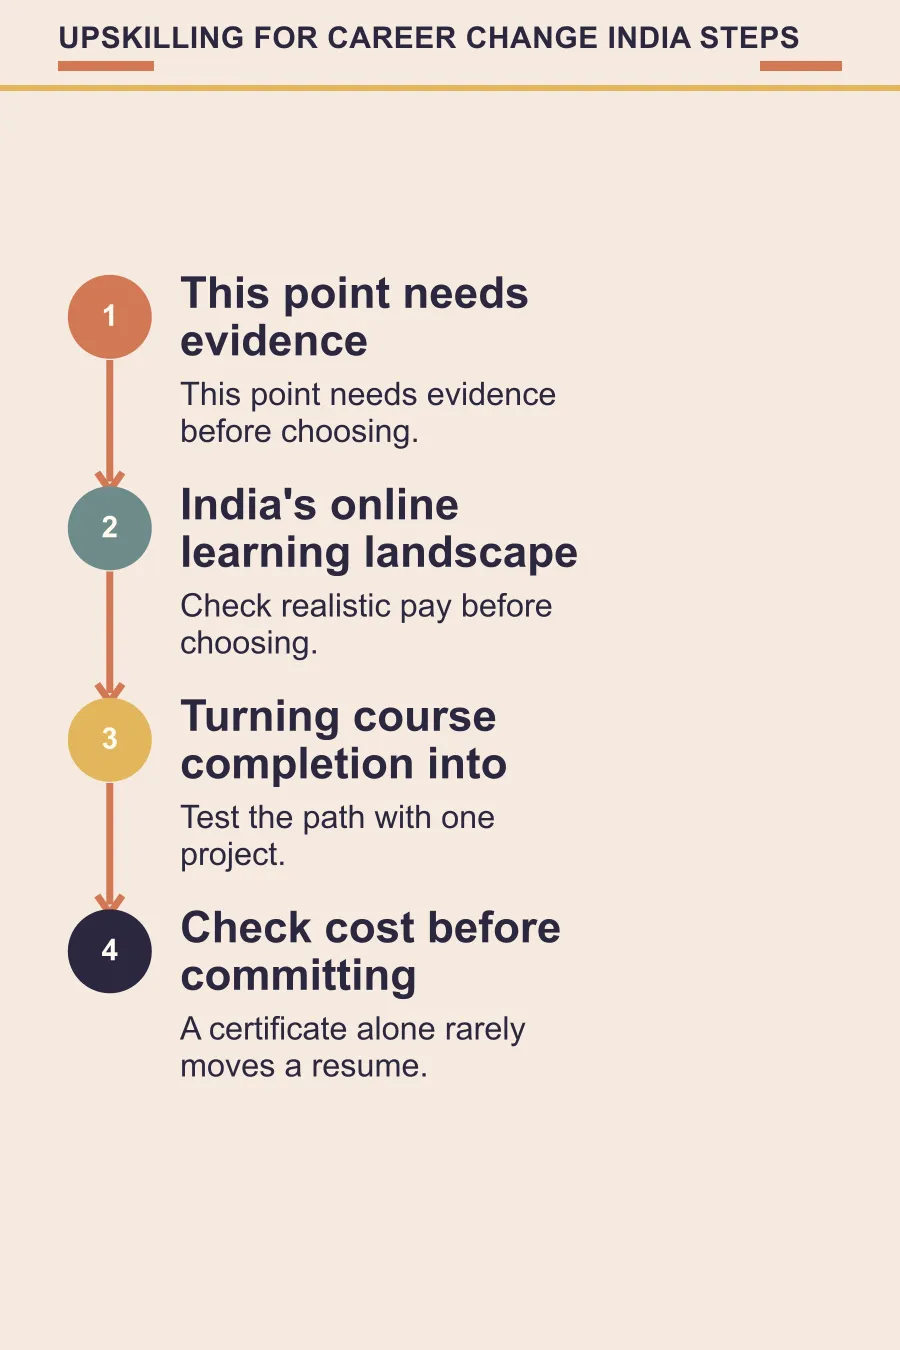 UPSKILLING FOR CAREER CHANGE INDIA STEPS
1
This point needs
evidence
This point needs evidence
before choosing.
2
India's online
learning landscape
Check realistic pay before
choosing.
3
Turning course
completion into
Test the path with one
project.
4
Check cost before
committing
A certificate alone rarely
moves a resume.